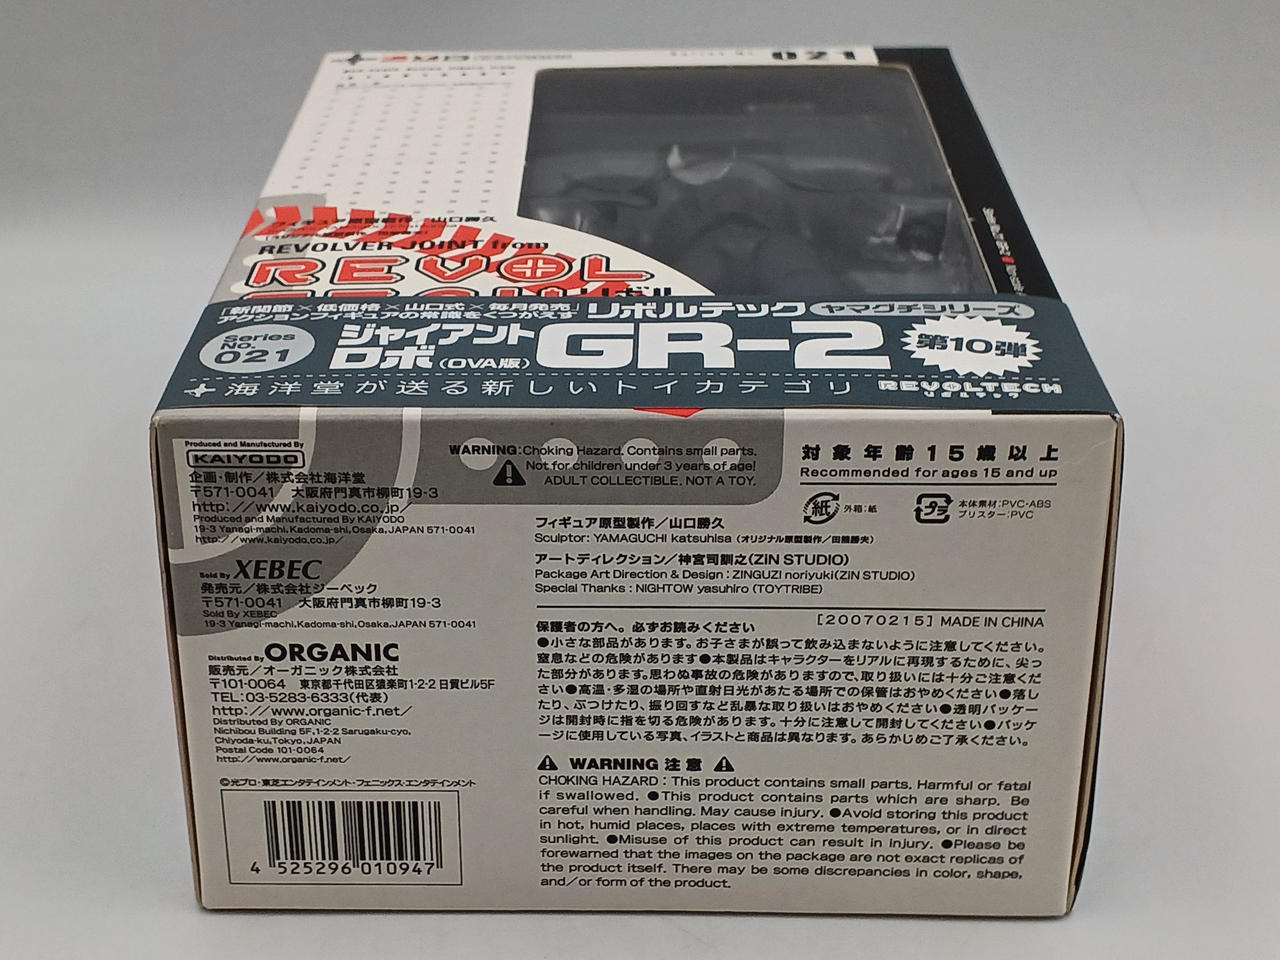 021
フィギュア原型製作／山口勝久
REVOLVER JOINT from
REVOL
「新関節×低価格×山口式×毎月発売」
アクションフィギュアの常識をくつがえす
リボルテック
ヤマグチシリーズ
Series No. 021
ジャイアントロボ(OVA版)
GR-2
第10弾
海洋堂が送る新しいトイカテゴリ
REVOLTECH
Produced and Manufactured By
KAIYODO
企画・制作／株式会社海洋堂
〒571-0041　大阪府門真市柳町19-3
http://www.kaiyodo.co.jp/
Produced and Manufactured By KAIYODO
19-3 Yanagi-machi,Kadoma-shi,Osaka,JAPAN 571-0041
http://www.kaiyodo.co.jp/
Sold By XEBEC
発売元／株式会社ジーベック
〒571-0041　大阪府門真市柳町19-3
Sold By XEBEC
19-3 Yanagi-machi,Kadoma-shi,Osaka,JAPAN 571-0041
Distributed By ORGANIC
販売元／オーガニック株式会社
〒101-0064　東京都千代田区猿楽町1-2-2 日貿ビル5F
TEL:03-5283-6333(代表)
http://www.organic-f.net/
Distributed By ORGANIC
Nichibou Building 5F,1-2-2 Sarugaku-cyo,
Chiyoda-ku,Tokyo,JAPAN
Postal Code 101-0064
http://www.organic-f.net/
©光プロ・東芝エンタテインメント・フェニックス・エンタテインメント
4 525296 010947
WARNING:Choking Hazard. Contains small parts.
Not for children under 3 years of age!
ADULT COLLECTIBLE, NOT A TOY.
対象年齢15歳以上
Recommended for ages 15 and up
紙 外箱:紙
プラ 本体素材:PVC・ABS
ブリスター:PVC
フィギュア原型製作／山口勝久
Sculptor: YAMAGUCHI katsuhisa (オリジナル原型製作／田熊勝夫)
アートディレクション／神宮司訓之(ZiN STUDIO)
Package Art Direction & Design : ZINGUZI noriyuki(ZiN STUDIO)
Special Thanks : NIGHTOW yasuhiro (TOYTRIBE)
[20070215] MADE IN CHINA
保護者の方へ。必ずお読みください
●小さな部品があります。お子さまが誤って飲み込まないように注意してください。
窒息などの危険があります●本製品はキャラクターをリアルに再現するために、尖っ
た部分があります。思わぬ事故の危険がありますので、取り扱いには十分ご注意くださ
い●高温・多湿の場所や直射日光があたる場所での保管はおやめください●落し
たり、ぶつけたり、振り回すなど乱暴な取り扱いはおやめください●透明パッケー
ジは開封時に指を切る危険があります。十分に注意して開封してください●パッケー
ジに使用している写真、イラストと商品は異なります。あらかじめご了承ください。
WARNING 注意
CHOKING HAZARD : This product contains small parts. Harmful or fatal
if swallowed. ●This product contains parts which are sharp. Be
careful when handling. May cause injury. ●Avoid storing this product
in hot, humid places, places with extreme temperatures, or in direct
sunlight. ●Misuse of this product can result in injury. ●Please be
forewarned that the images on the package are not exact replicas of
the product itself. There may be some discrepancies in color, shape,
and/or form of the product.